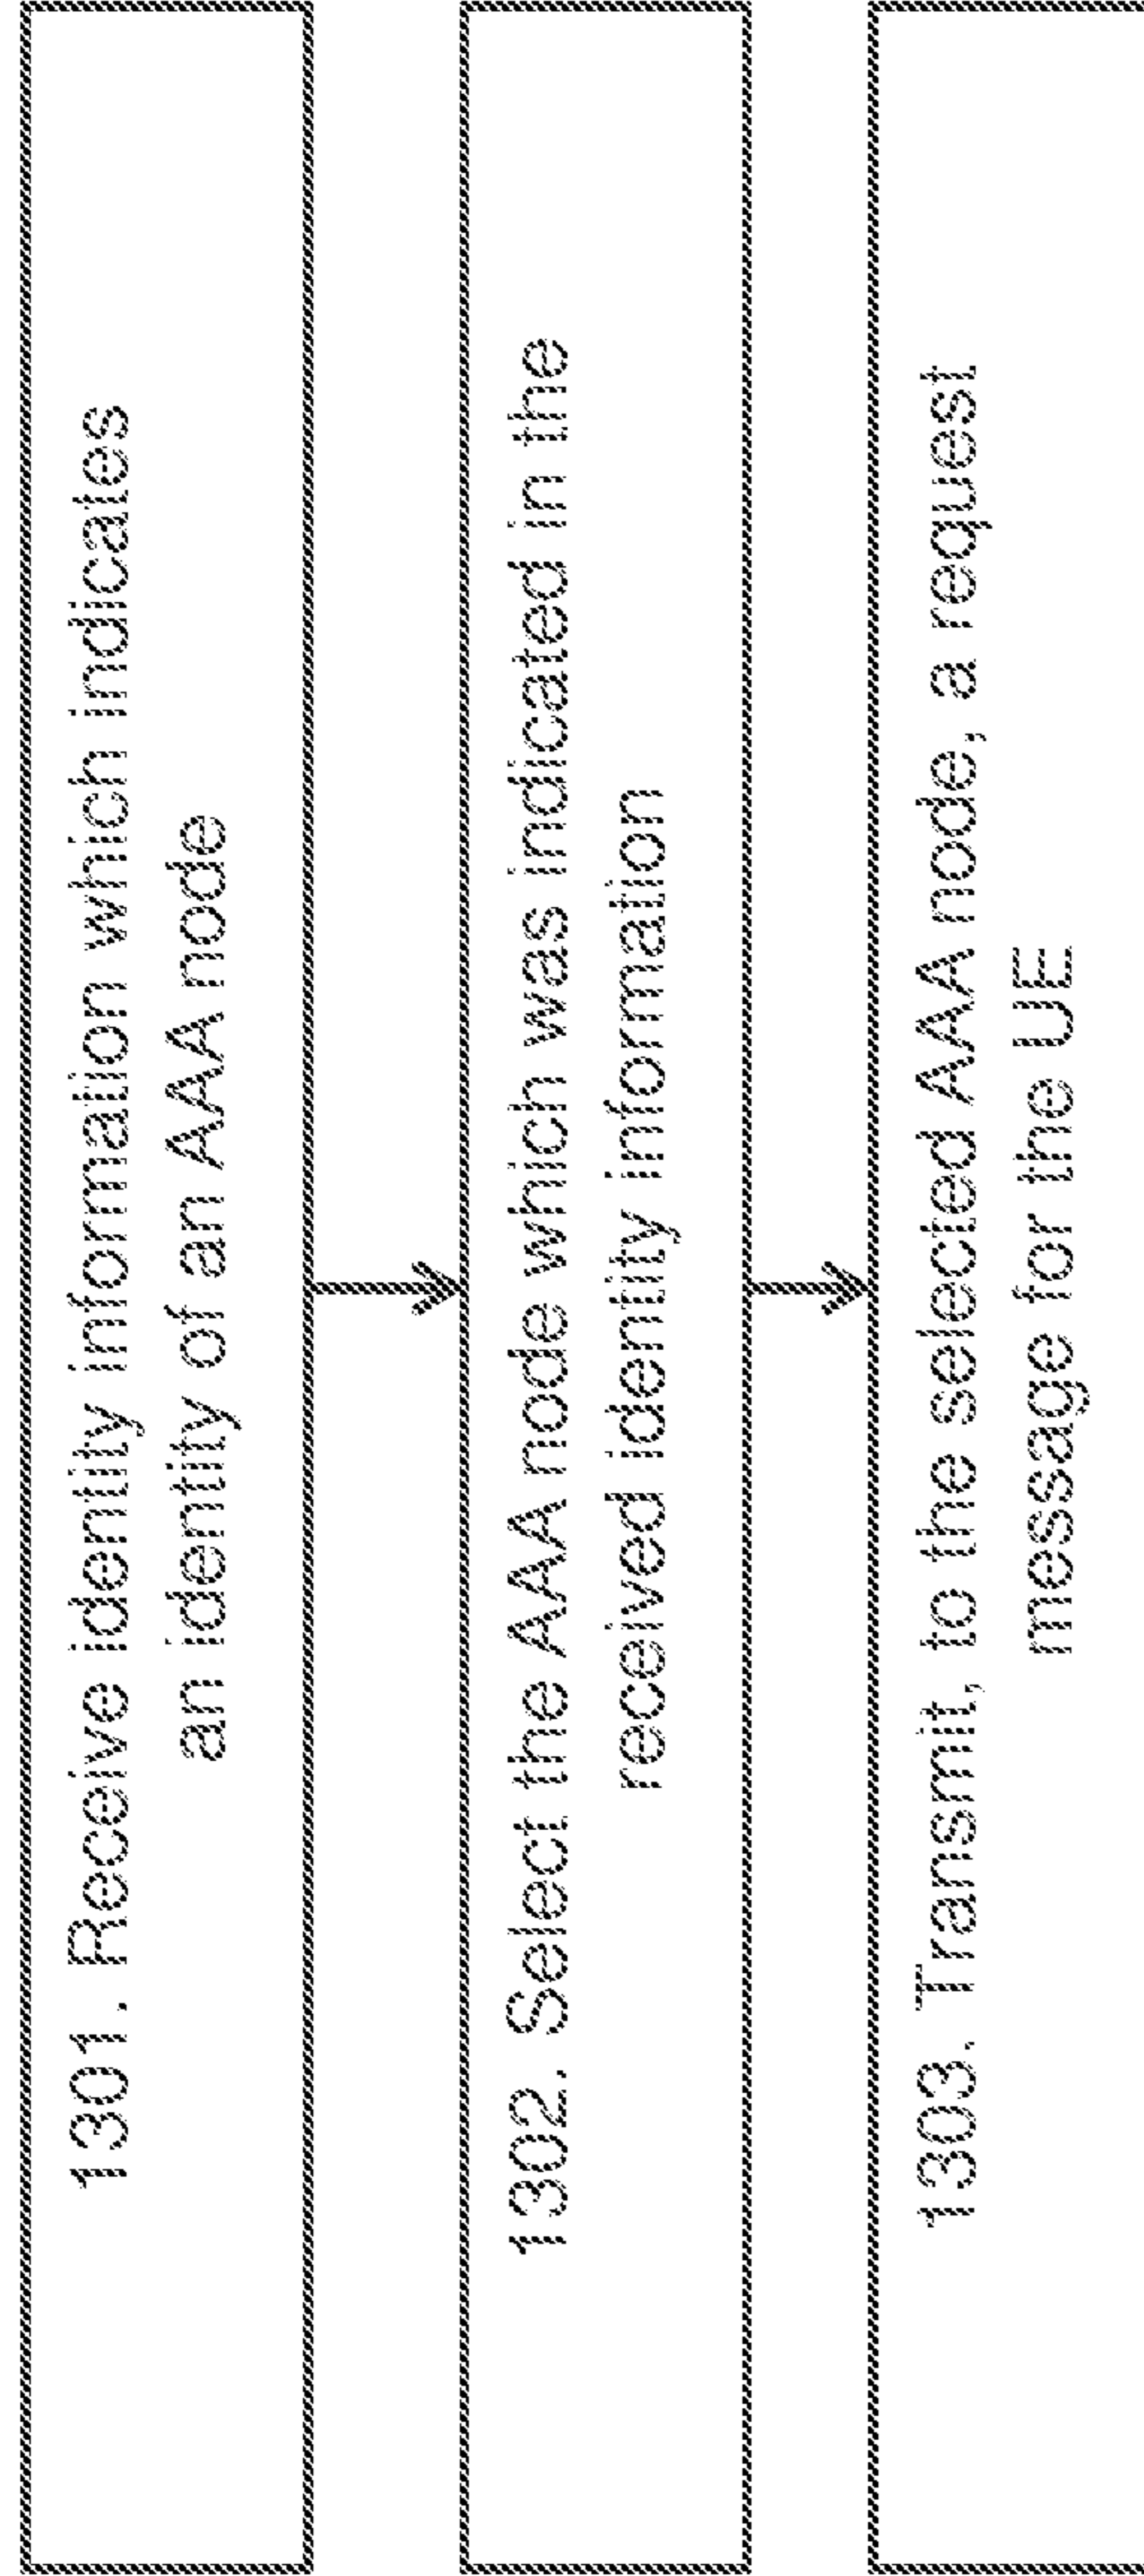 1301. Receive identity information which indicates
an identity of an AAA node
1302. Select the AAA node which was indicated in the
received identity information
1303. Transmit, to the selected AAA node, a request
message for the UE